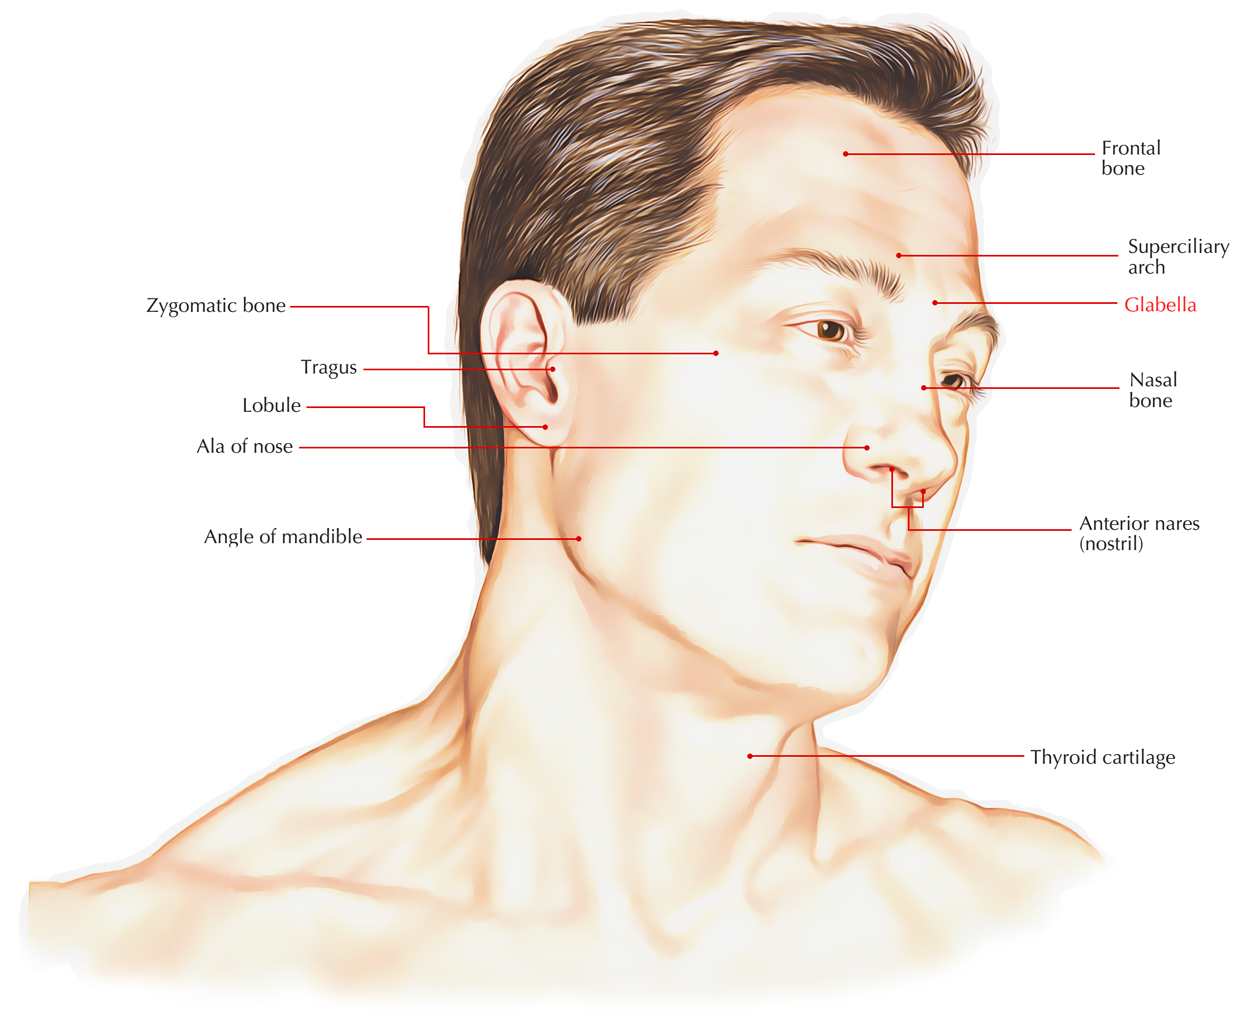 Frontal
bone
Superciliary
arch
Glabella
Zygomatic bone
Tragus
Nasal
bone
Lobule
Ala of nose
Anterior nares
(nostril)
Angle of mandible
Thyroid cartilage